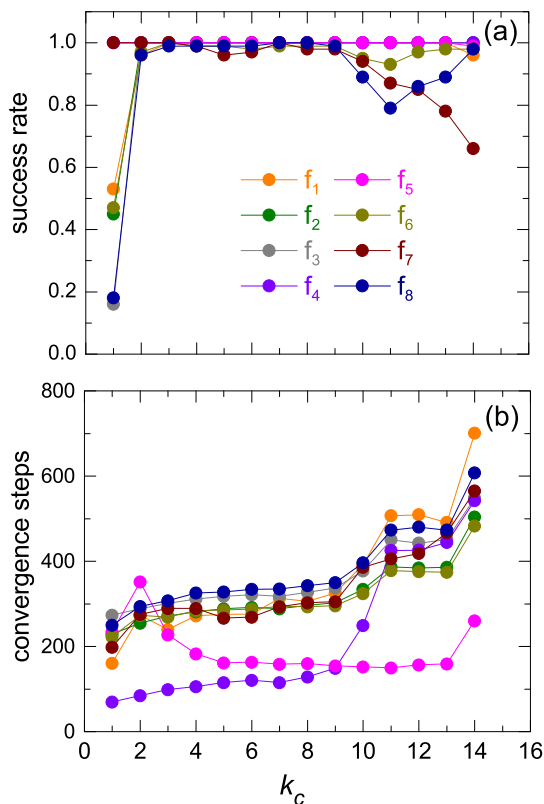 (a)
success rate
1.0
0.8
0.6
0.4
0.2
0.0
f₁ f₅
f₂ f₆
f₃ f₇
f₄ f₈
(b)
convergence steps
800
600
400
200
0
0 2 4 6 8 10 12 14 16
k_c